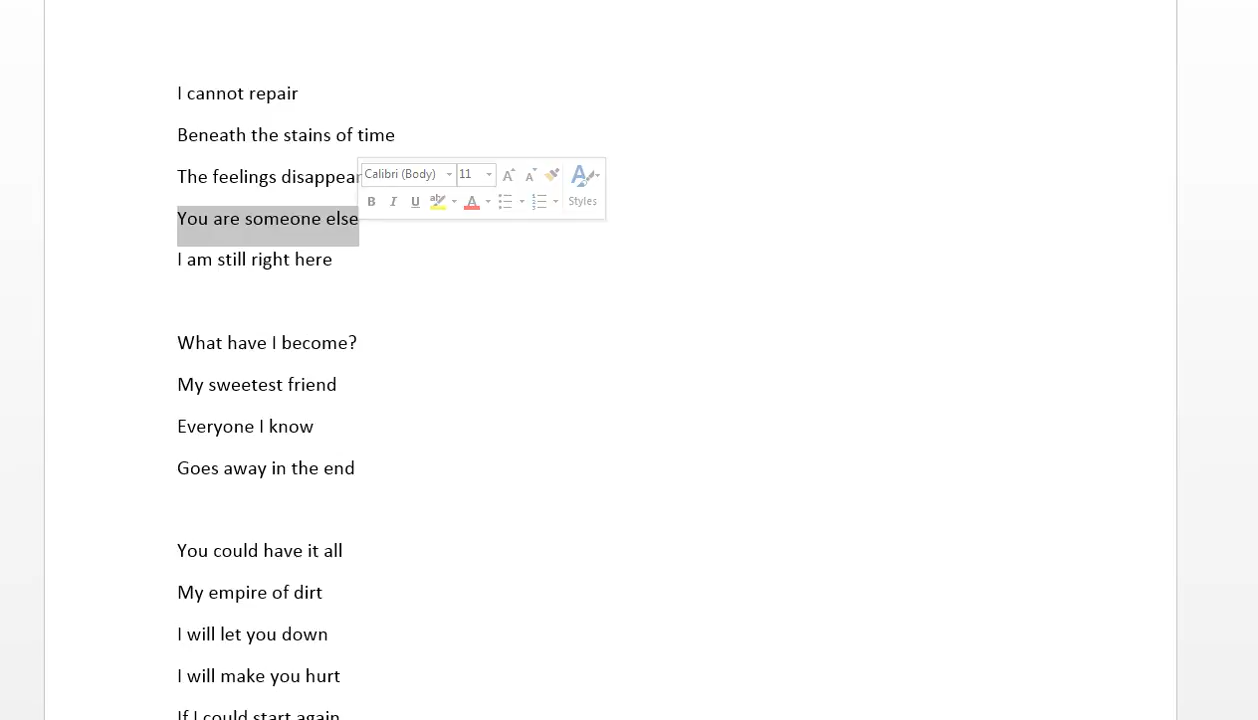 I cannot repair
Beneath the stains of time
The feelings disappear
Calibri (Body) 11 A A A
You are someone else
B I U ab A Styles
I am still right here
What have I become?
My sweetest friend
Everyone I know
Goes away in the end
You could have it all
My empire of dirt
I will let you down
I will make you hurt
If I could start again